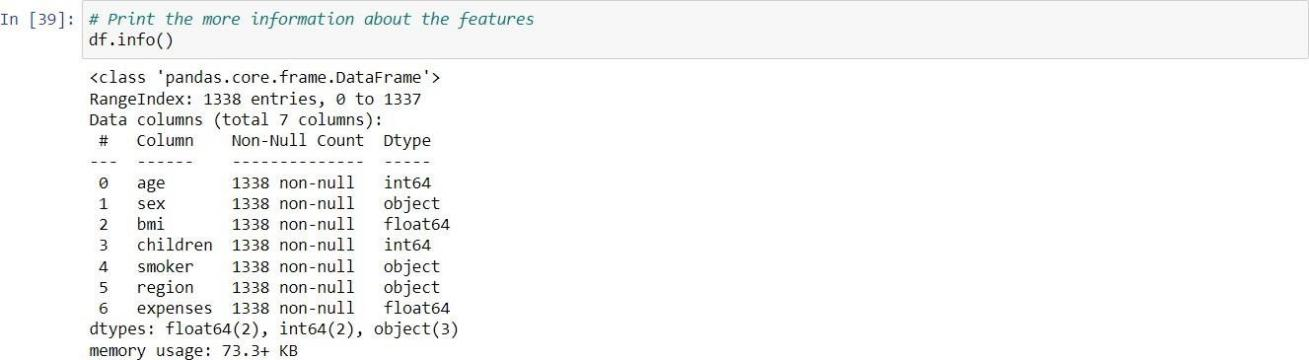 In [39]: # Print the more information about the features
df.info()
<class 'pandas.core.frame.DataFrame'>
RangeIndex: 1338 entries, 0 to 1337
Data columns (total 7 columns):
 #   Column    Non-Null Count  Dtype
---  ------    --------------  -----
 0   age       1338 non-null   int64
 1   sex       1338 non-null   object
 2   bmi       1338 non-null   float64
 3   children  1338 non-null   int64
 4   smoker    1338 non-null   object
 5   region    1338 non-null   object
 6   expenses  1338 non-null   float64
dtypes: float64(2), int64(2), object(3)
memory usage: 73.3+ KB